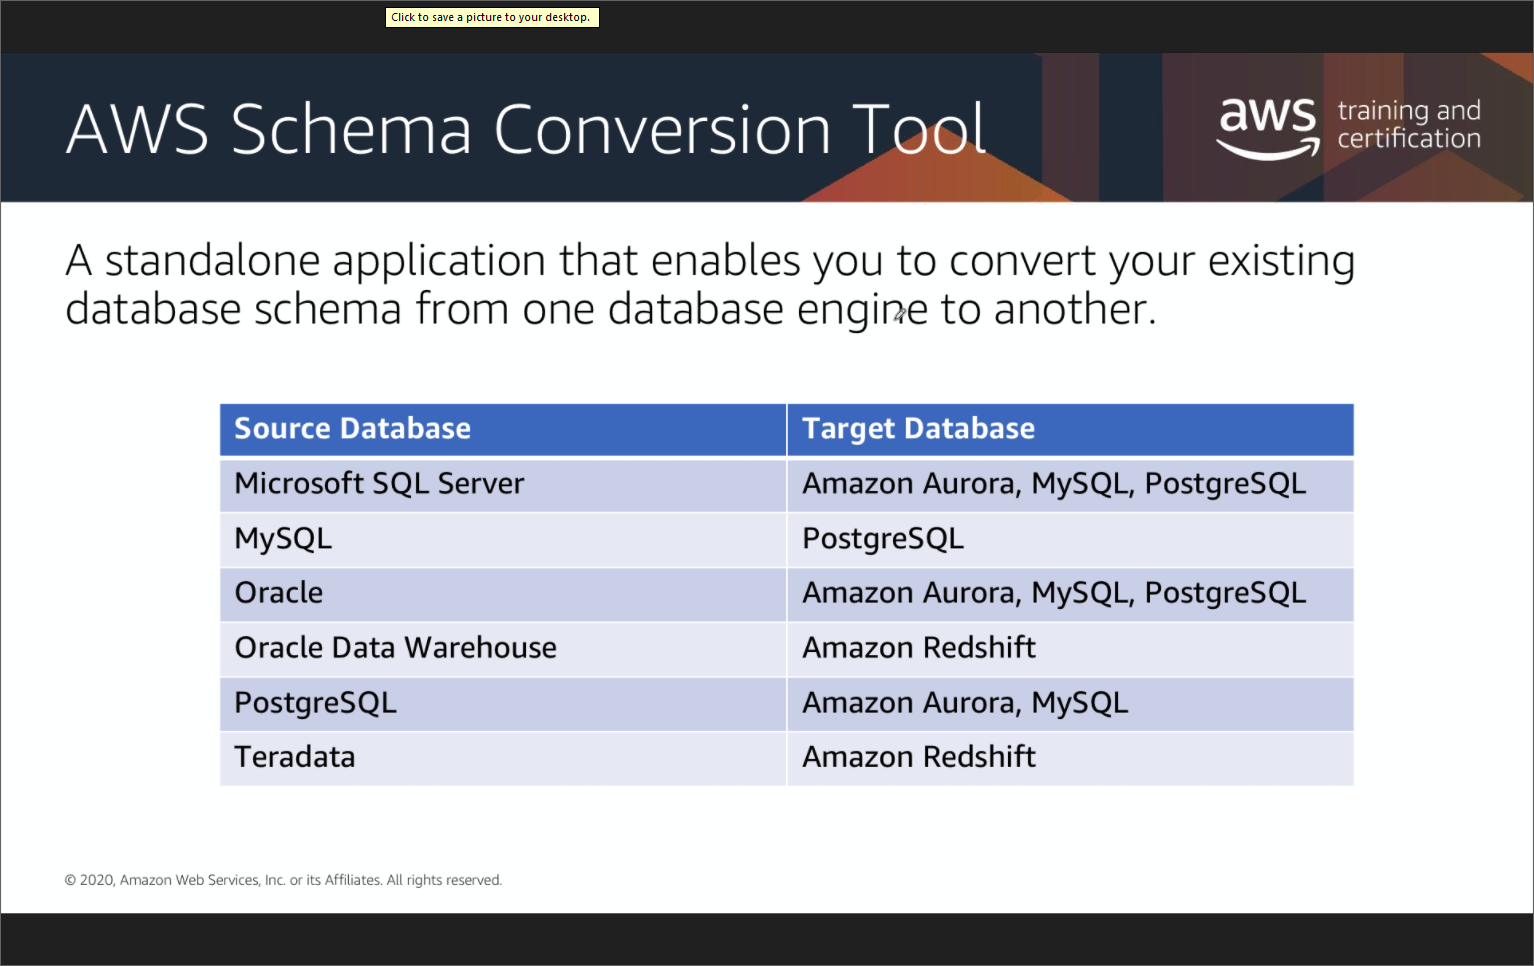 Click to save a picture to your desktop.
AWS Schema Conversion Tool
aws training and
certification
A standalone application that enables you to convert your existing
database schema from one database engine to another.
Source Database Target Database
Microsoft SQL Server Amazon Aurora, MySQL, PostgreSQL
MySQL PostgreSQL
Oracle Amazon Aurora, MySQL, PostgreSQL
Oracle Data Warehouse Amazon Redshift
PostgreSQL Amazon Aurora, MySQL
Teradata Amazon Redshift
© 2020, Amazon Web Services, Inc. or its Affiliates. All rights reserved.